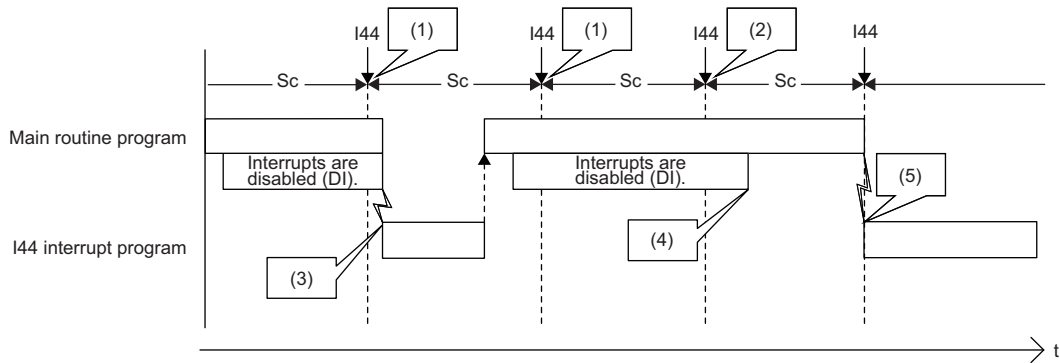 I44
(1)
I44
(1)
I44
(2)
I44
Sc
Sc
Sc
Sc
Main routine program
Interrupts are
disabled (DI).
Interrupts are
disabled (DI).
(5)
I44 interrupt program
(3)
(4)
t